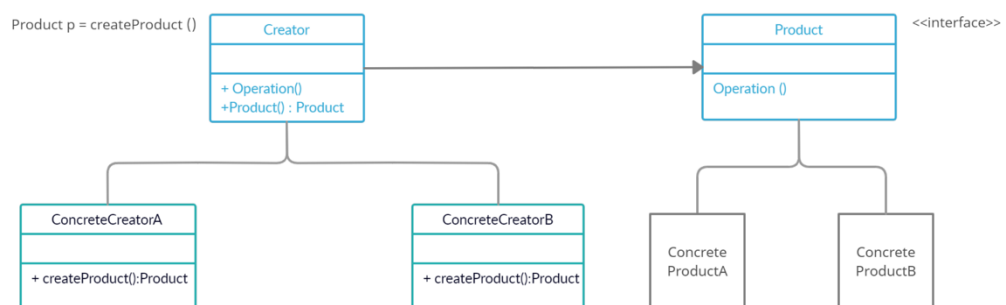 Product p = createProduct ()
Creator
+ Operation()
+Product() : Product
Product
Operation ()
<<interface>>
ConcreteCreatorA
+ createProduct():Product
ConcreteCreatorB
+ createProduct():Product
Concrete
ProductA
Concrete
ProductB